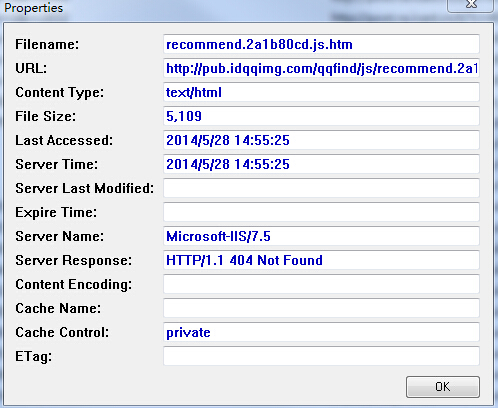 Properties
Filename: recommend.2a1b80cd.js.htm
URL: http://pub.idqqimg.com/qqfind/js/recommend.2a1
Content Type: text/html
File Size: 5,109
Last Accessed: 2014/5/28 14:55:25
Server Time: 2014/5/28 14:55:25
Server Last Modified:
Expire Time:
Server Name: Microsoft-IIS/7.5
Server Response: HTTP/1.1 404 Not Found
Content Encoding:
Cache Name:
Cache Control: private
ETag:
OK